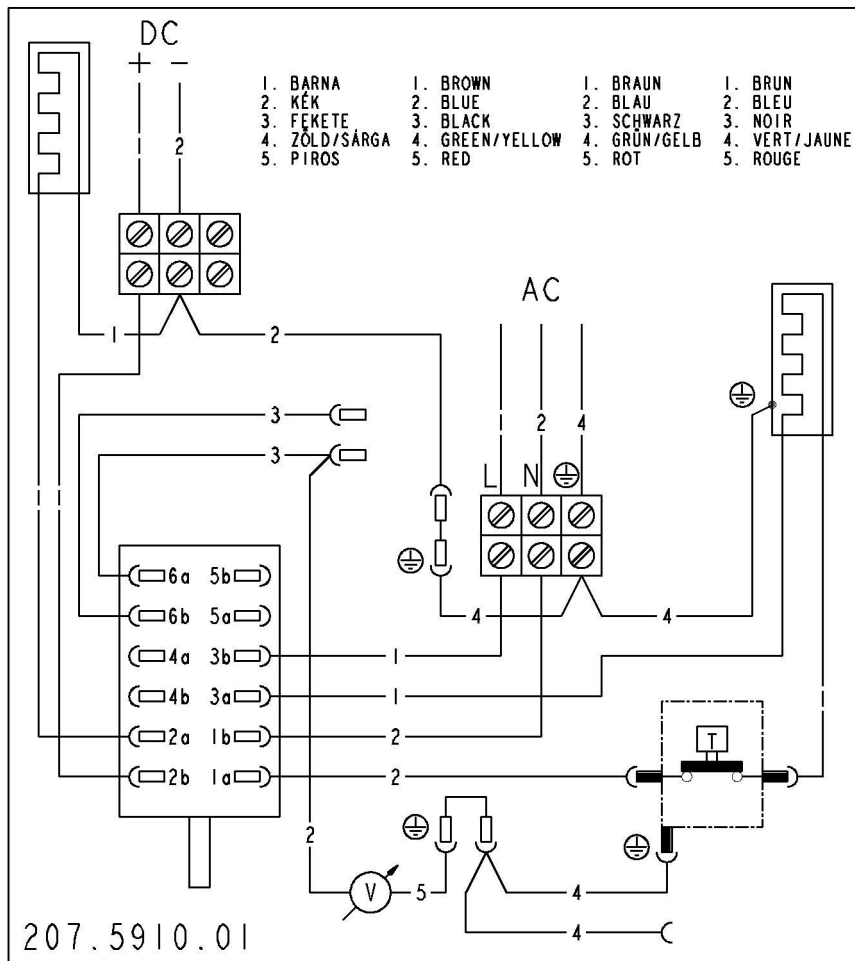 DC
+ −
1. BARNA 1. BROWN 1. BRAUN 1. BRUN
2. KÉK 2. BLUE 2. BLAU 2. BLEU
3. FEKETE 3. BLACK 3. SCHWARZ 3. NOIR
4. ZÖLD/SÁRGA 4. GREEN/YELLOW 4. GRÜN/GELB 4. VERT/JAUNE
5. PIROS 5. RED 5. ROT 5. ROUGE
1 2
AC
1 2
3
1 2 4
3
L N
1 1
6a 5b
6b 5a
4 4
4a 3b 1
4b 3a 1
1
2a 1b 2
T
2b 1a 2
2
V 5 4
4
207.5910.01